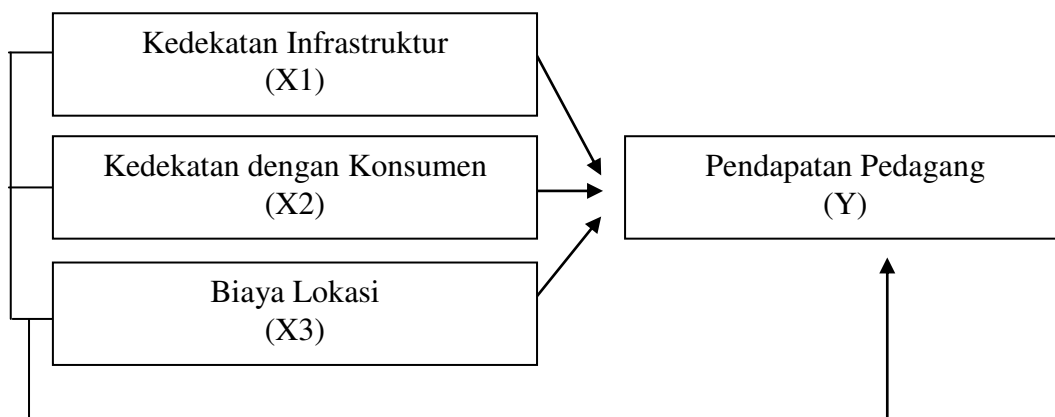 Kedekatan Infrastruktur
(X1)
Kedekatan dengan Konsumen
(X2)
Biaya Lokasi
(X3)
Pendapatan Pedagang
(Y)